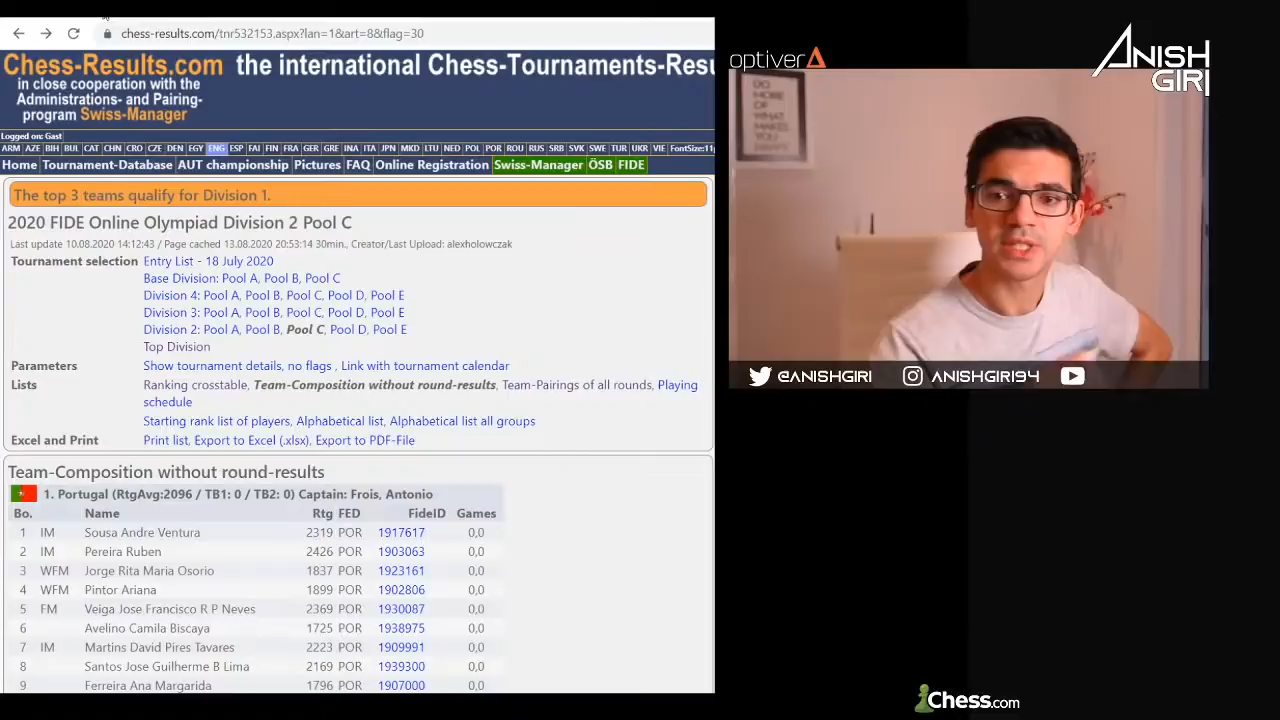 chess-results.com/tnr532153.aspx?lan=1&art=8&flag=30
optiver
ANISH
GIRI
DO
MORE
OF
WHAT
MAKES
YOU
Chess-Results.com the international Chess-Tournaments-Resu
in close cooperation with the
Administrations- and Pairing-
program Swiss-Manager
Logged on: Gast
ARM AZE BIH BUL CAT CHN CRO CZE DEN EGY ENG ESP FAI FIN FRA GER GRE INA ITA JPN MKD LTU NED POL POR ROU RUS SRB SVK SWE TUR UKR VIE FontSize:11p
Home Tournament-Database AUT championship Pictures FAQ Online Registration Swiss-Manager ÖSB FIDE
The top 3 teams qualify for Division 1.
2020 FIDE Online Olympiad Division 2 Pool C
Last update 10.08.2020 14:12:43 / Page cached 13.08.2020 20:53:14 30min., Creator/Last Upload: alexholowczak
Tournament selection Entry List - 18 July 2020
Base Division: Pool A, Pool B, Pool C
Division 4: Pool A, Pool B, Pool C, Pool D, Pool E
Division 3: Pool A, Pool B, Pool C, Pool D, Pool E
Division 2: Pool A, Pool B, Pool C, Pool D, Pool E
Top Division
Parameters Show tournament details, no flags , Link with tournament calendar
Lists Ranking crosstable, Team-Composition without round-results, Team-Pairings of all rounds, Playing
schedule
Starting rank list of players, Alphabetical list, Alphabetical list all groups
Excel and Print Print list, Export to Excel (.xlsx), Export to PDF-File
@ANISHGIRI ANISHGIRI94
Team-Composition without round-results
1. Portugal (RtgAvg:2096 / TB1: 0 / TB2: 0) Captain: Frois, Antonio
Bo. Name Rtg FED FideID Games
1 IM Sousa Andre Ventura 2319 POR 1917617 0,0
2 IM Pereira Ruben 2426 POR 1903063 0,0
3 WFM Jorge Rita Maria Osorio 1837 POR 1923161 0,0
4 WFM Pintor Ariana 1899 POR 1902806 0,0
5 FM Veiga Jose Francisco R P Neves 2369 POR 1930087 0,0
6 Avelino Camila Biscaya 1725 POR 1938975 0,0
7 IM Martins David Pires Tavares 2223 POR 1909991 0,0
8 Santos Jose Guilherme B Lima 2169 POR 1939300 0,0
9 Ferreira Ana Margarida 1796 POR 1907000 0,0
Chess.com